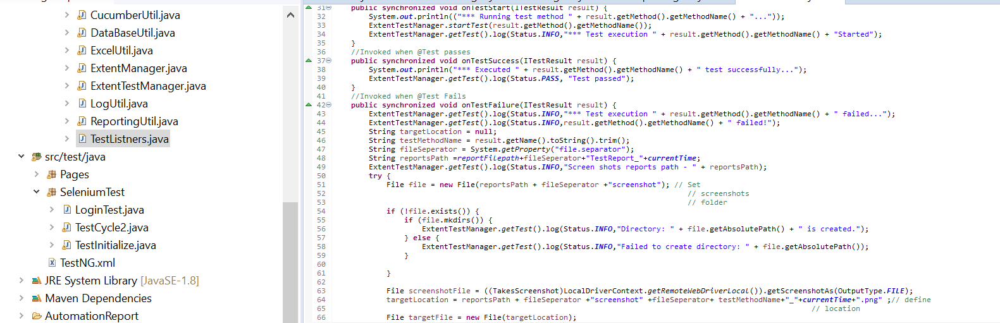 CucumberUtil.java
DataBaseUtil.java
ExcelUtil.java
ExtentManager.java
ExtentTestManager.java
LogUtil.java
ReportingUtil.java
TestListners.java
src/test/java
Pages
SeleniumTest
LoginTest.java
TestCycle2.java
TestInitialize.java
TestNG.xml
JRE System Library [JavaSE-1.8]
Maven Dependencies
AutomationReport
31 public synchronized void onTestStart(ITestResult result) {
32 System.out.println(("*** Running test method " + result.getMethod().getMethodName() + "..."));
33 ExtentTestManager.startTest(result.getMethod().getMethodName());
34 ExtentTestManager.getTest().log(Status.INFO,"*** Test execution " + result.getMethod().getMethodName() + "Started");
35 }
36 //Invoked when @Test passes
37 public synchronized void onTestSuccess(ITestResult result) {
38 System.out.println("*** Executed " + result.getMethod().getMethodName() + " test successfully...");
39 ExtentTestManager.getTest().log(Status.PASS, "Test passed");
40 }
41 //Invoked when @Test Fails
42 public synchronized void onTestFailure(ITestResult result) {
43 ExtentTestManager.getTest().log(Status.INFO,"*** Test execution " + result.getMethod().getMethodName() + " failed...");
44 ExtentTestManager.getTest().log(Status.INFO,result.getMethod().getMethodName() + " failed!");
45 String targetLocation = null;
46 String testMethodName = result.getName().toString().trim();
47 String fileSeperator = System.getProperty("file.separator");
48 String reportsPath =reportFilepath+fileSeperator+"TestReport_"+currentTime;
49 ExtentTestManager.getTest().log(Status.INFO,"Screen shots reports path - " + reportsPath);
50 try {
51 File file = new File(reportsPath + fileSeperator +"screenshot"); // Set
52 // screenshots
53 // folder
54 if (!file.exists()) {
55 if (file.mkdirs()) {
56 ExtentTestManager.getTest().log(Status.INFO,"Directory: " + file.getAbsolutePath() + " is created.");
57 } else {
58 ExtentTestManager.getTest().log(Status.INFO,"Failed to create directory: " + file.getAbsolutePath());
59 }
60
61 }
62
63 File screenshotFile = ((TakesScreenshot)LocalDriverContext.getRemoteWebDriverLocal()).getScreenshotAs(OutputType.FILE);
64 targetLocation = reportsPath + fileSeperator +"screenshot" +fileSeperator+ testMethodName+"_"+currentTime+".png" ;// define
65 // location
66 File targetFile = new File(targetLocation);